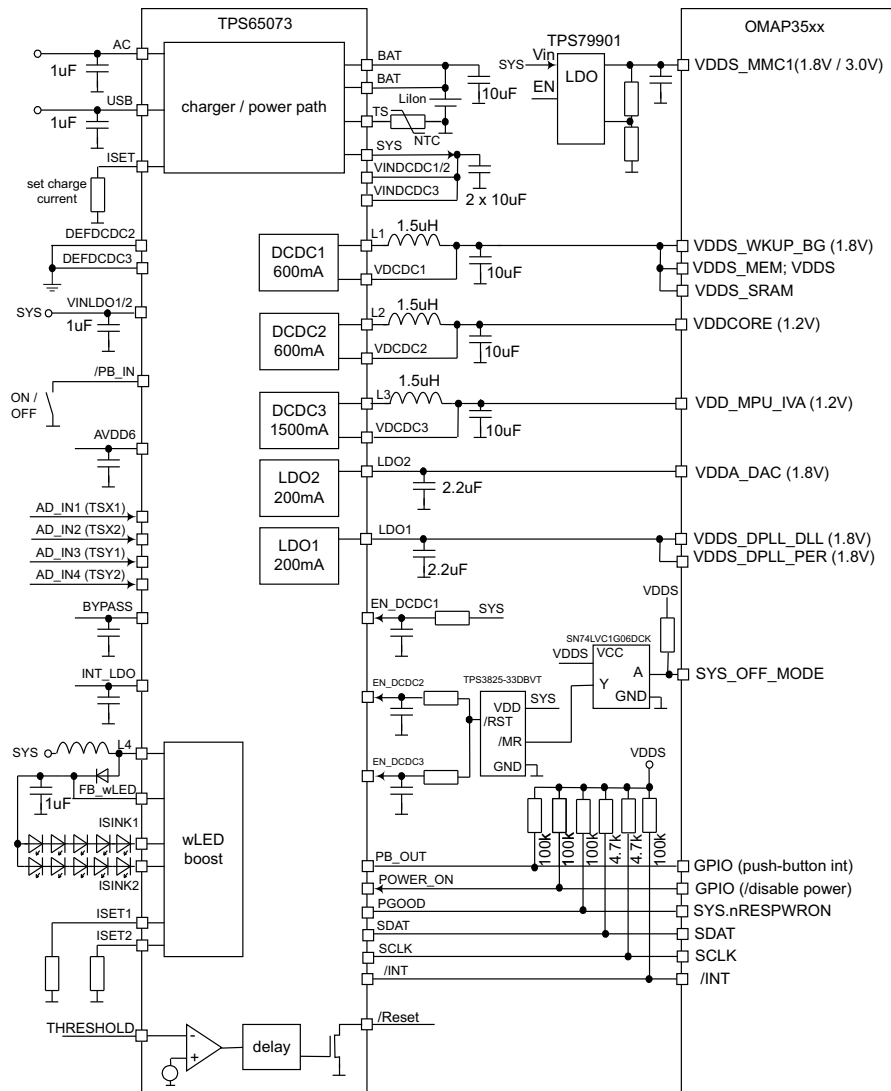 TPS65073
TPS79901
OMAP35xx
AC
1uF
USB
1uF
ISET
set charge
current
charger / power path
BAT
BAT
LiIon
10uF
TS
NTC
SYS
VINDCDC1/2
VINDCDC3
2 x 10uF
SYS
Vin
EN
LDO
VDDS_MMC1(1.8V / 3.0V)
DEFDCDC2
DEFDCDC3
DCDC1
600mA
L1
1.5uH
VDCDC1
10uF
VDDS_WKUP_BG (1.8V)
VDDS_MEM; VDDS
VDDS_SRAM
SYS
VINLDO1/2
1uF
DCDC2
600mA
L2
1.5uH
VDCDC2
10uF
VDDCORE (1.2V)
/PB_IN
ON /
OFF
DCDC3
1500mA
L3
1.5uH
VDCDC3
10uF
VDD_MPU_IVA (1.2V)
AVDD6
LDO2
200mA
LDO2
2.2uF
VDDA_DAC (1.8V)
AD_IN1 (TSX1)
AD_IN2 (TSX2)
AD_IN3 (TSY1)
AD_IN4 (TSY2)
LDO1
200mA
LDO1
2.2uF
VDDS_DPLL_DLL (1.8V)
VDDS_DPLL_PER (1.8V)
BYPASS
EN_DCDC1
SYS
VDDS
SN74LVC1G06DCK
VDDS
VCC
A
Y
GND
SYS_OFF_MODE
INT_LDO
EN_DCDC2
TPS3825-33DBVT
VDD
SYS
/RST
/MR
GND
EN_DCDC3
VDDS
SYS
L4
FB_wLED
1uF
ISINK1
ISINK2
wLED
boost
ISET1
ISET2
100k
100k
100k
4.7k
4.7k
100k
PB_OUT
GPIO (push-button int)
POWER_ON
GPIO (/disable power)
PGOOD
SYS.nRESPWRON
SDAT
SDAT
SCLK
SCLK
/INT
/INT
THRESHOLD
-
+
delay
/Reset